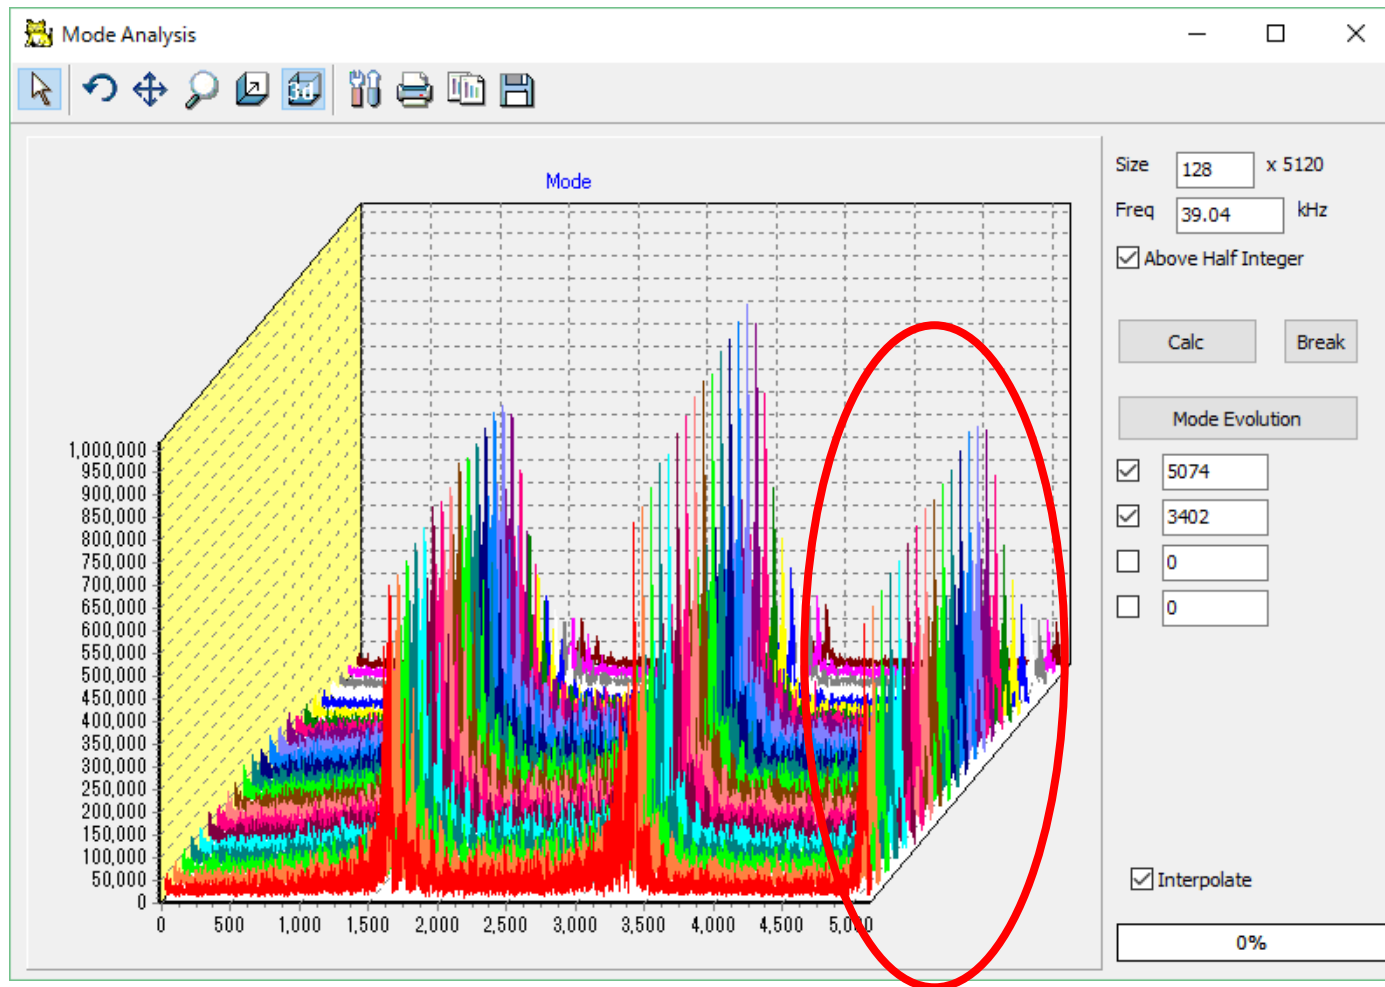 Mode Analysis
3d
Mode
1,000,000
950,000
900,000
850,000
800,000
750,000
700,000
650,000
600,000
550,000
500,000
450,000
400,000
350,000
300,000
250,000
200,000
150,000
100,000
50,000
0
0 500 1,000 1,500 2,000 2,500 3,000 3,500 4,000 4,500 5,000
Size 128 x 5120
Freq 39.04 kHz
Above Half Integer
Calc Break
Mode Evolution
5074
3402
0
0
Interpolate
0%